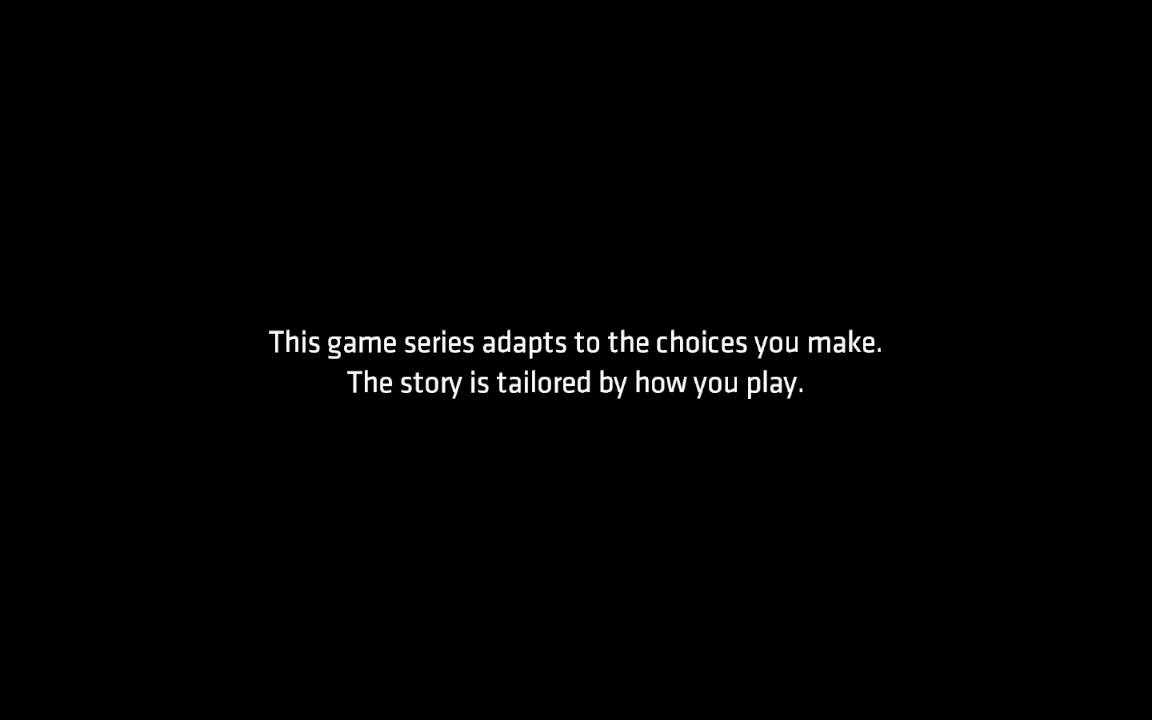 This game series adapts to the choices you make.
The story is tailored by how you play.